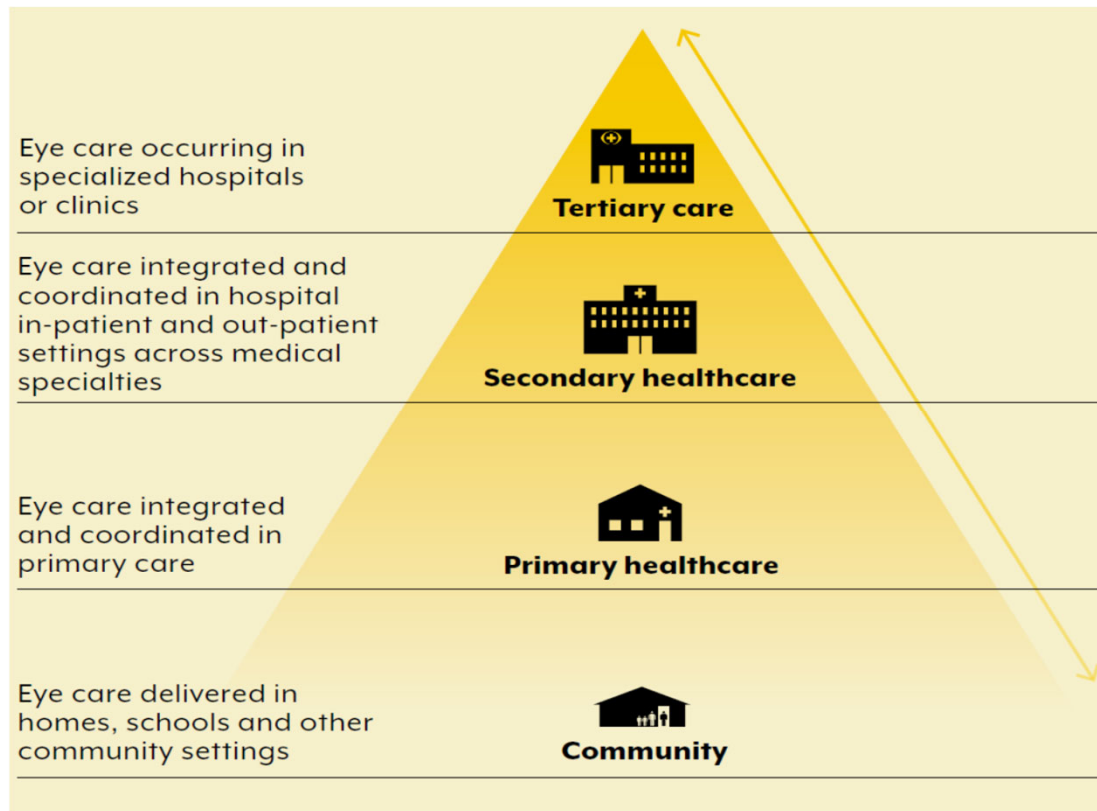 Eye care occurring in
specialized hospitals
or clinics
Tertiary care
Eye care integrated and
coordinated in hospital
in-patient and out-patient
settings across medical
specialties
Secondary healthcare
Eye care integrated
and coordinated in
primary care
Primary healthcare
Eye care delivered in
homes, schools and other
community settings
Community